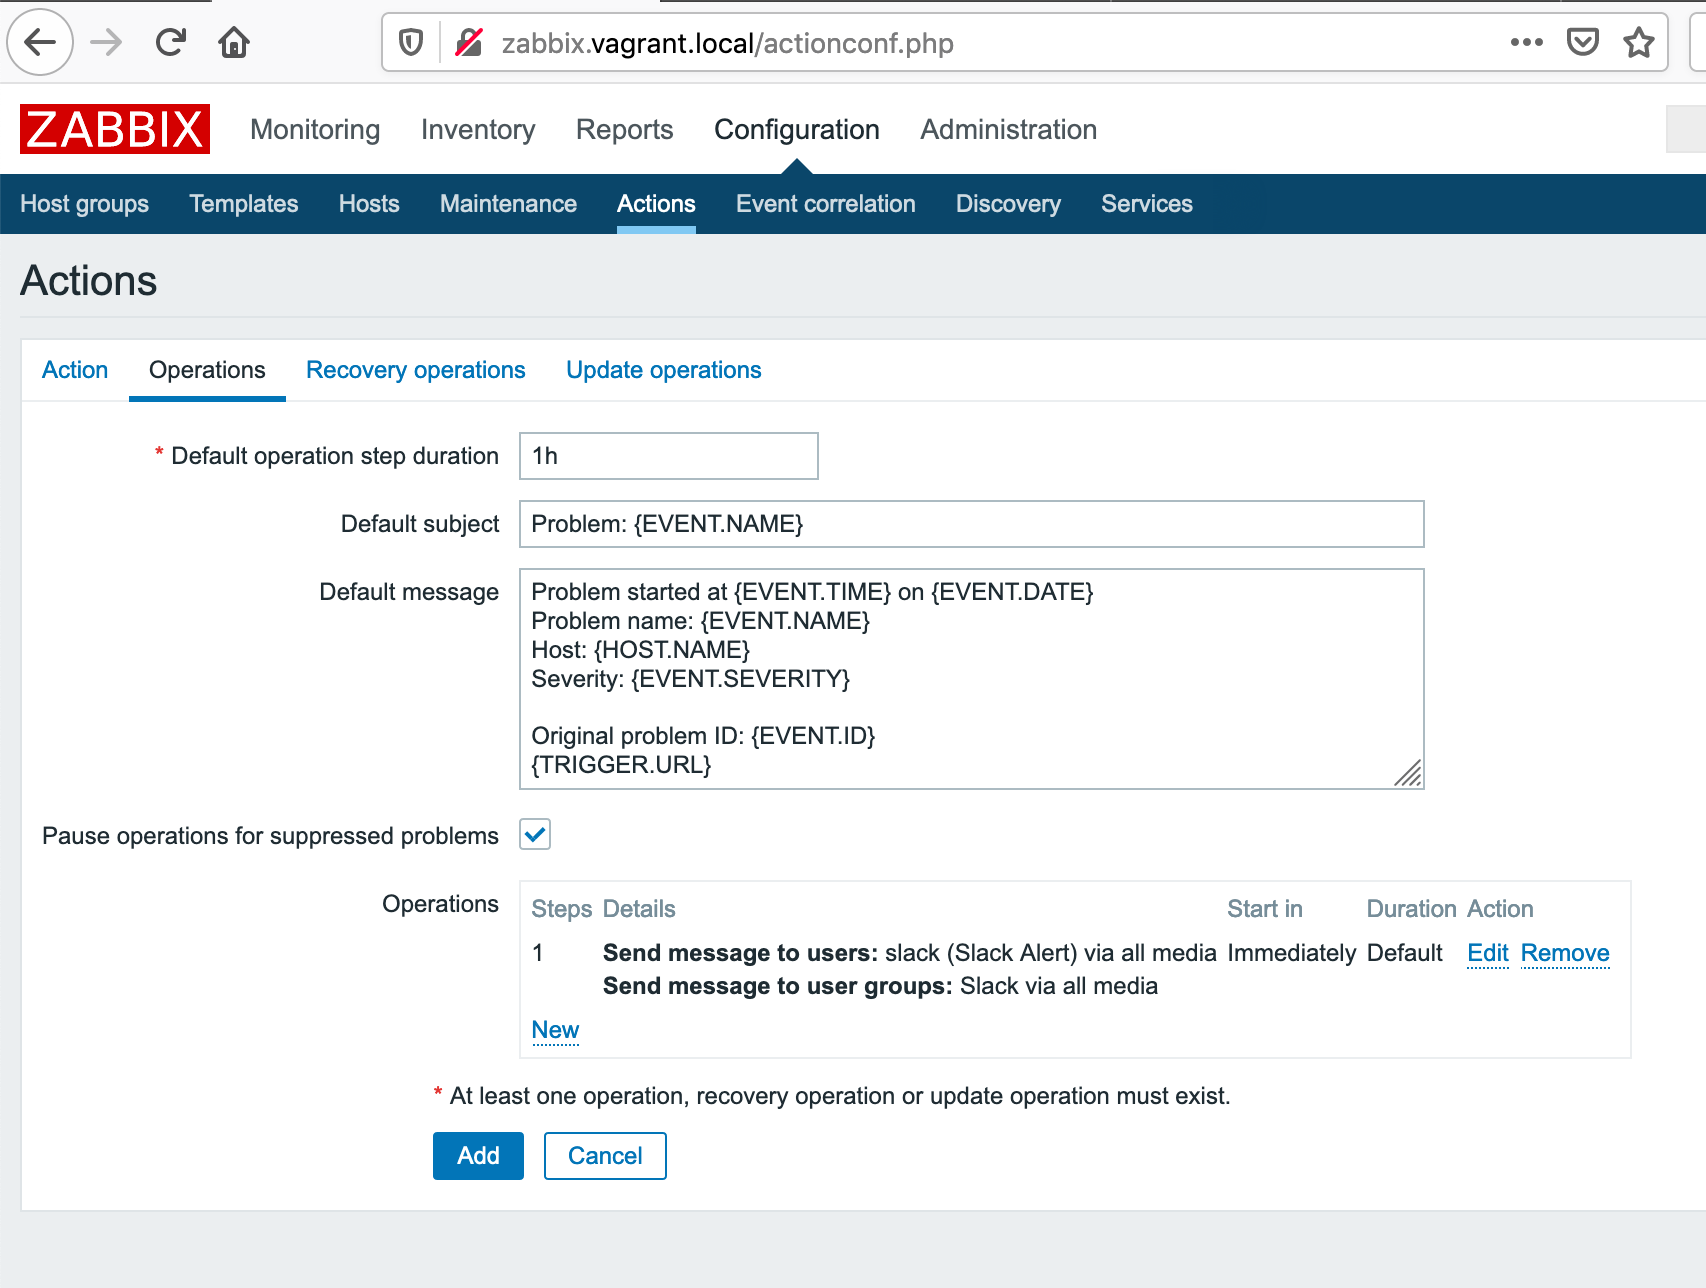 zabbix.vagrant.local/actionconf.php
ZABBIX Monitoring Inventory Reports Configuration Administration
Host groups Templates Hosts Maintenance Actions Event correlation Discovery Services
Actions
Action Operations Recovery operations Update operations
* Default operation step duration 1h
Default subject Problem: {EVENT.NAME}
Default message Problem started at {EVENT.TIME} on {EVENT.DATE}
Problem name: {EVENT.NAME}
Host: {HOST.NAME}
Severity: {EVENT.SEVERITY}
Original problem ID: {EVENT.ID}
{TRIGGER.URL}
Pause operations for suppressed problems
Operations Steps Details Start in Duration Action
1 Send message to users: slack (Slack Alert) via all media Immediately Default Edit Remove
Send message to user groups: Slack via all media
New
* At least one operation, recovery operation or update operation must exist.
Add Cancel